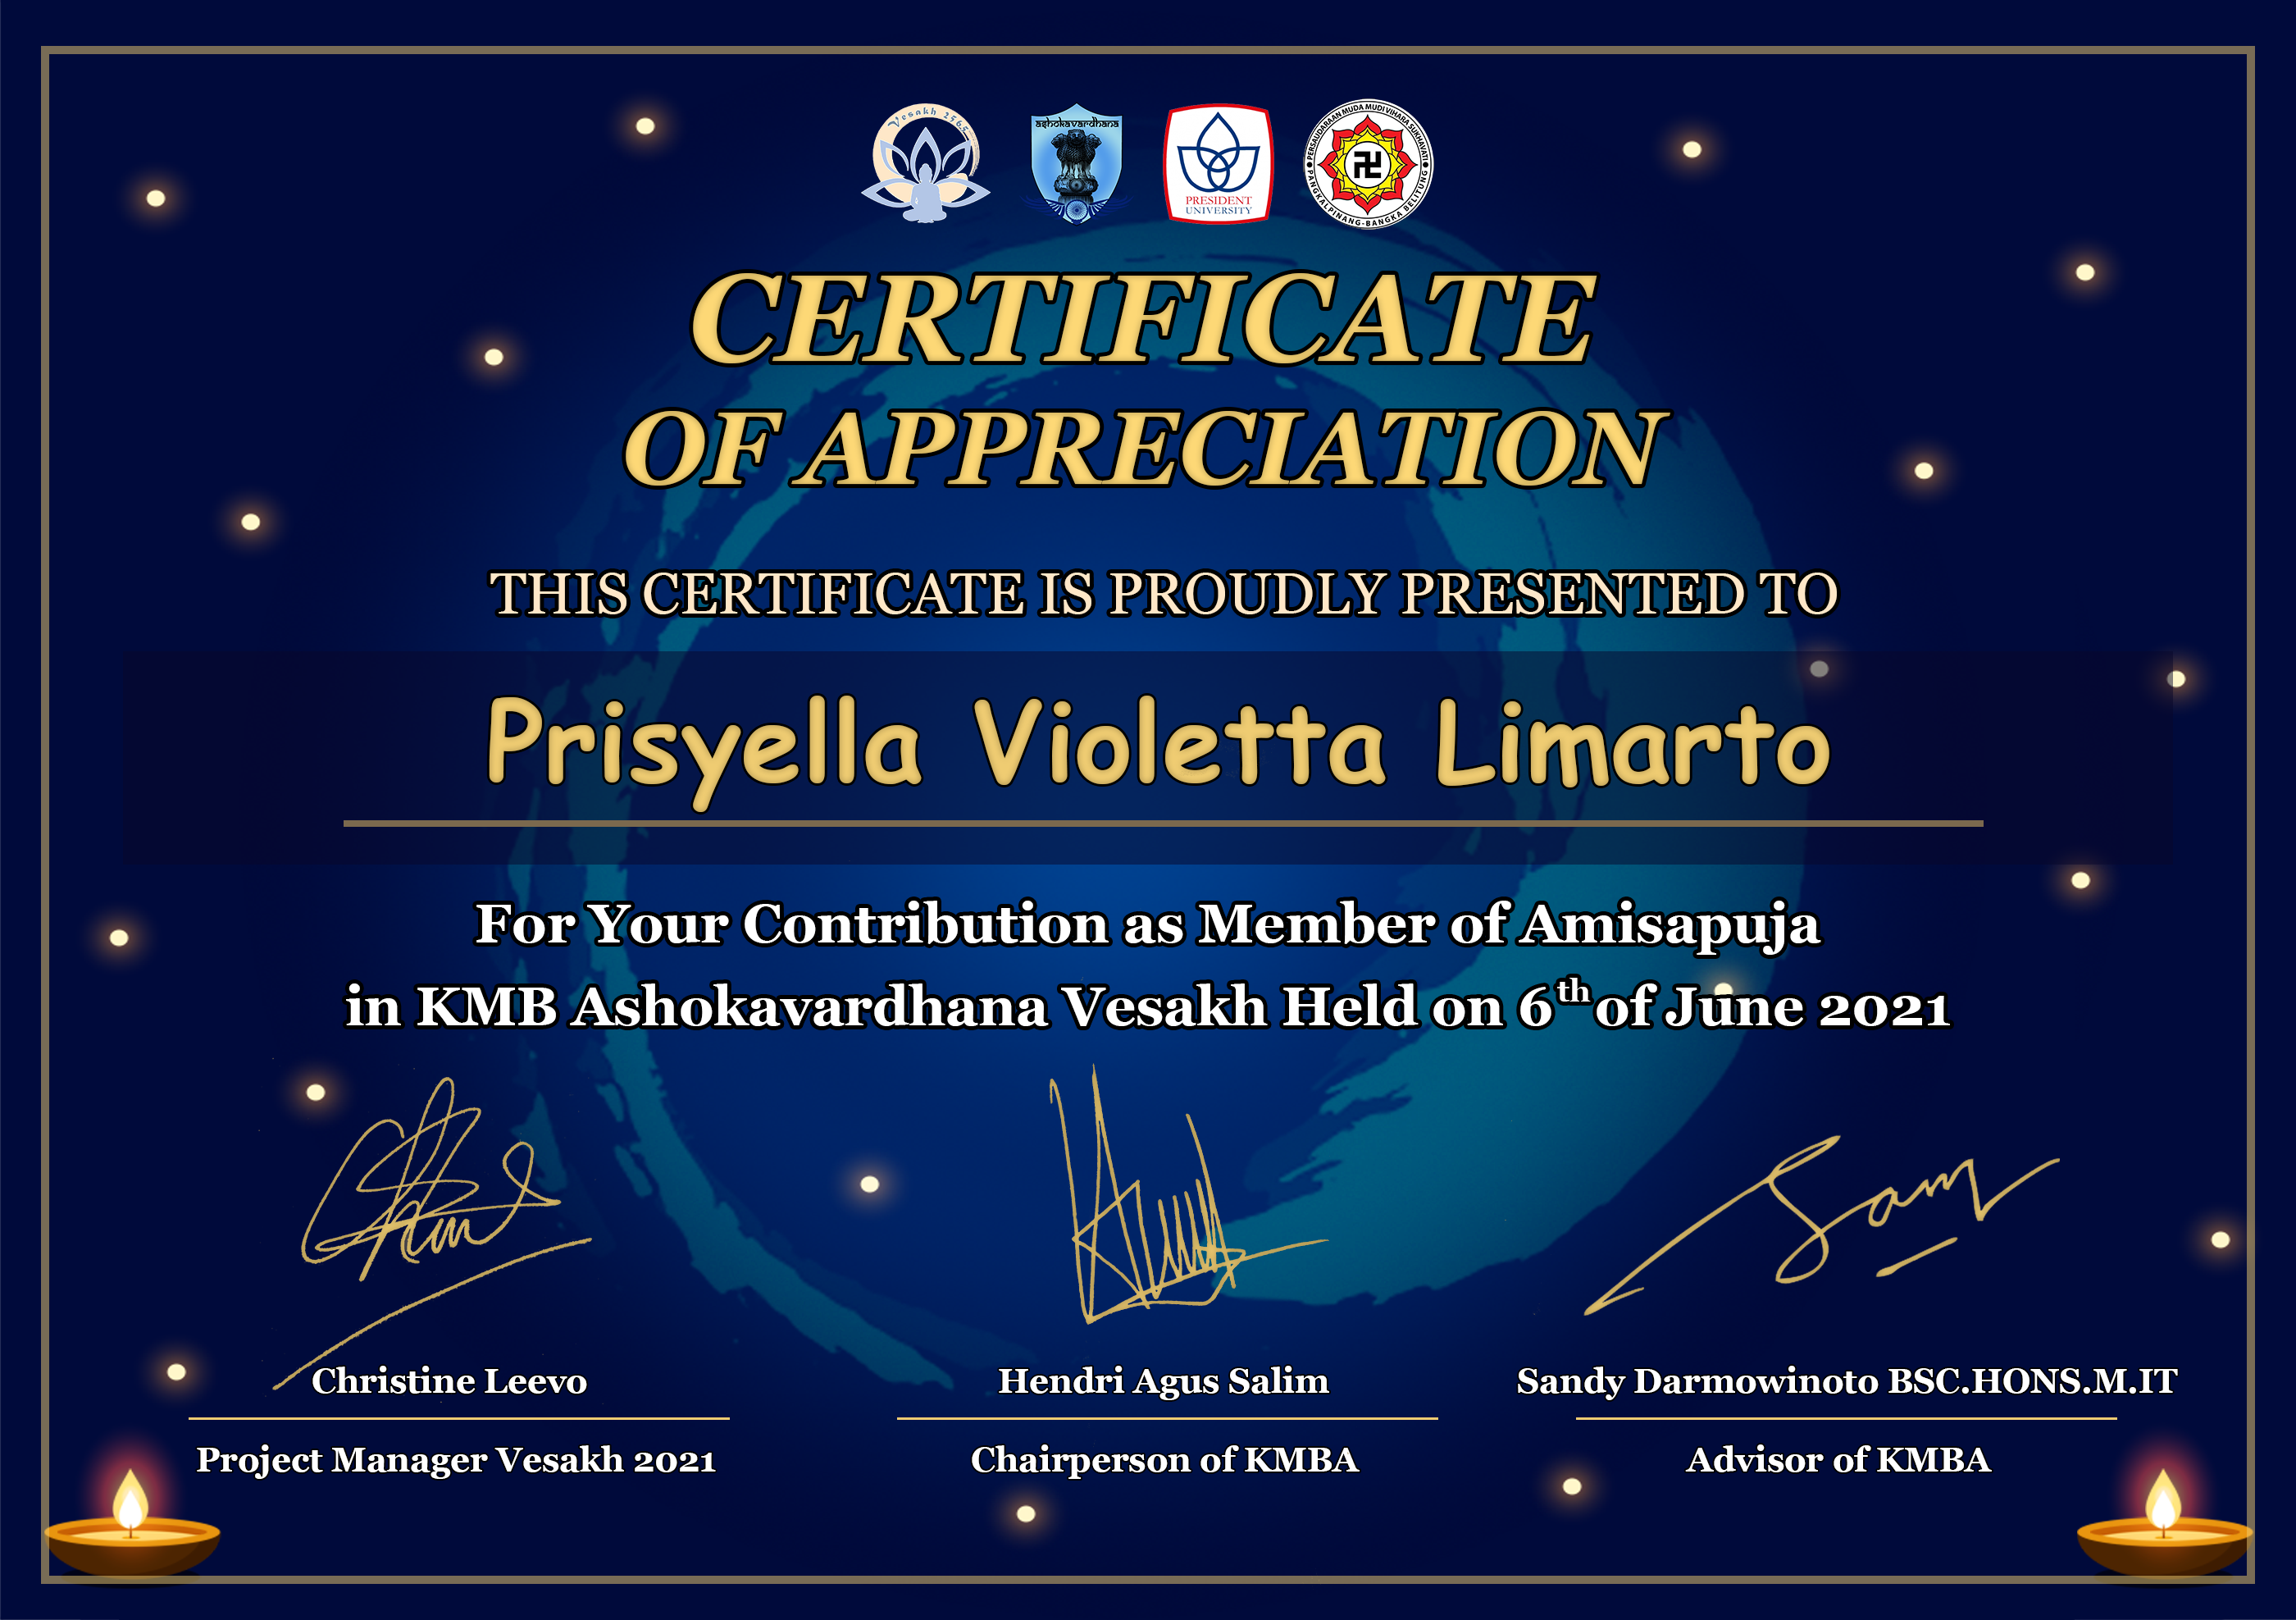 Vesakh 2565
ashokavardhana
PRESIDENT
UNIVERSITY
PERSAUDARAAN MUDA MUDI VIHARA SUKHAVATI
PANGKALPINANG-BANGKA BELITUNG
CERTIFICATE
OF APPRECIATION
THIS CERTIFICATE IS PROUDLY PRESENTED TO
Prisyella Violetta Limarto
For Your Contribution as Member of Amisapuja
in KMB Ashokavardhana Vesakh Held on 6th of June 2021
Christine Leevo
Hendri Agus Salim
Sandy Darmowinoto BSC.HONS.M.IT
Project Manager Vesakh 2021
Chairperson of KMBA
Advisor of KMBA